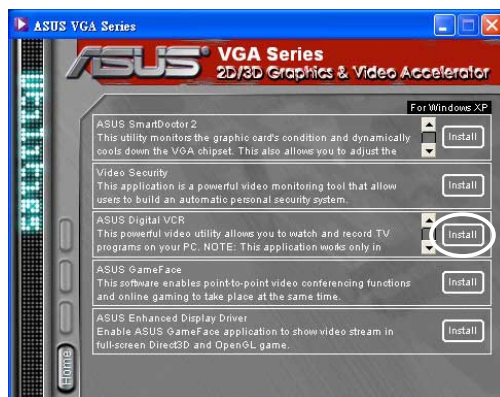 ASUS VGA Series
ASUS
VGA Series
2D/3D Graphics & Video Accelerator
For Windows XP
ASUS SmartDoctor 2
This utility monitors the graphic card's condition and dynamically
cools down the VGA chipset. This also allows you to adjust the
Install
Video Security
This application is a powerful video monitoring tool that allow
users to build an automatic personal security system.
Install
ASUS Digital VCR
This powerful video utility allows you to watch and record TV
programs on your PC. NOTE: This application works only in
Install
ASUS GameFace
This software enables point-to-point video conferencing functions
and online gaming to take place at the same time.
Install
ASUS Enhanced Display Driver
Enable ASUS GameFace application to show video stream in
full-screen Direct3D and OpenGL game.
Install
Home